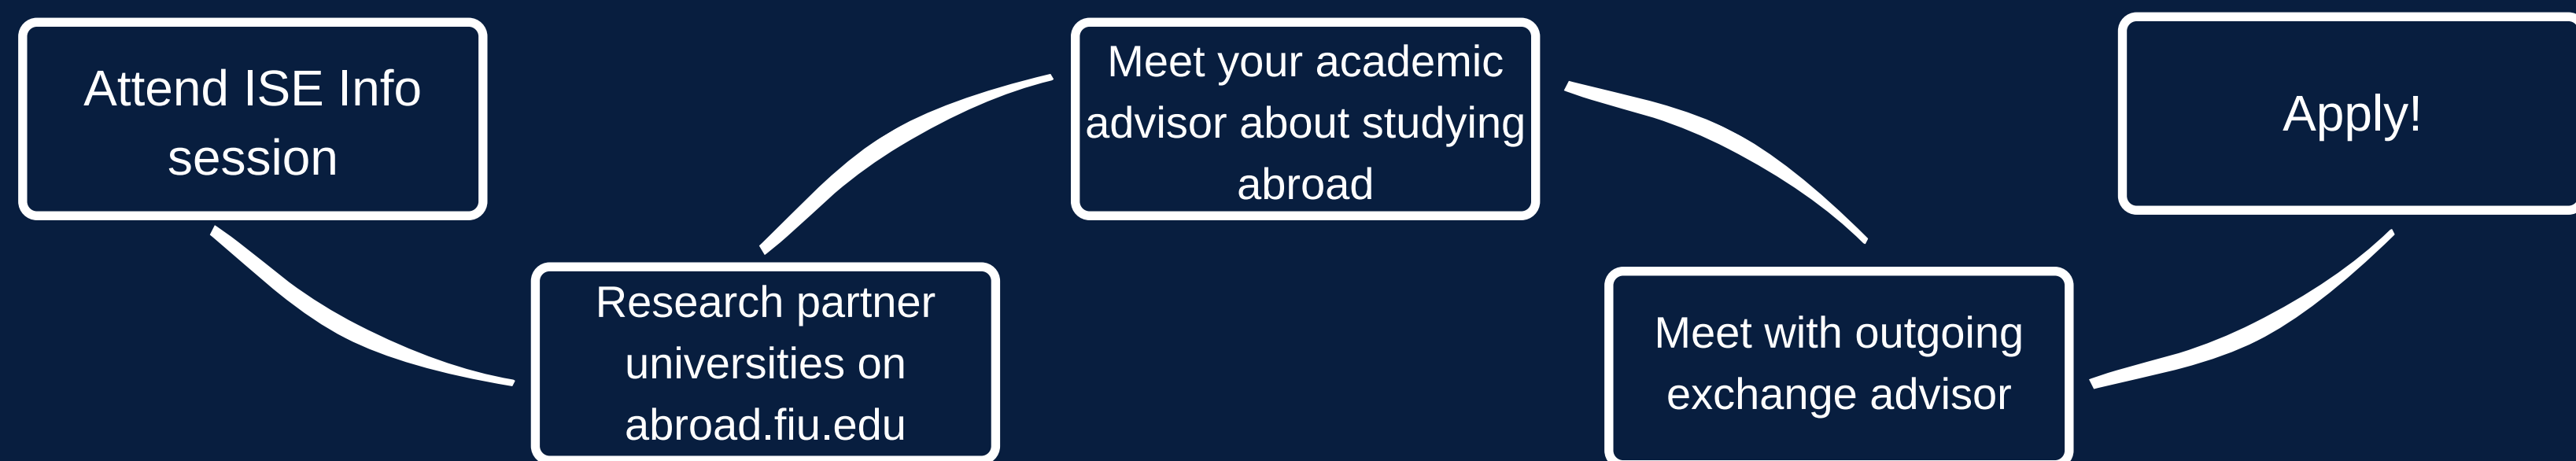 Attend ISE Info
session
Research partner
universities on
abroad.fiu.edu
Meet your academic
advisor about studying
abroad
Meet with outgoing
exchange advisor
Apply!